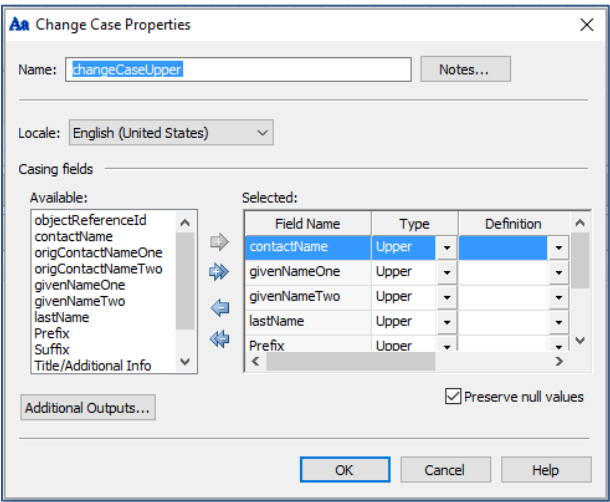 Aa Change Case Properties
Name: changeCaseUpper Notes...
Locale: English (United States)
Casing fields
Available:
objectReferenceId
contactName
origContactNameOne
origContactNameTwo
givenNameOne
givenNameTwo
lastName
Prefix
Suffix
Title/Additional Info
Selected:
Field Name Type Definition
contactName Upper
givenNameOne Upper
givenNameTwo Upper
lastName Upper
Prefix Upper
Additional Outputs...
Preserve null values
OK Cancel Help